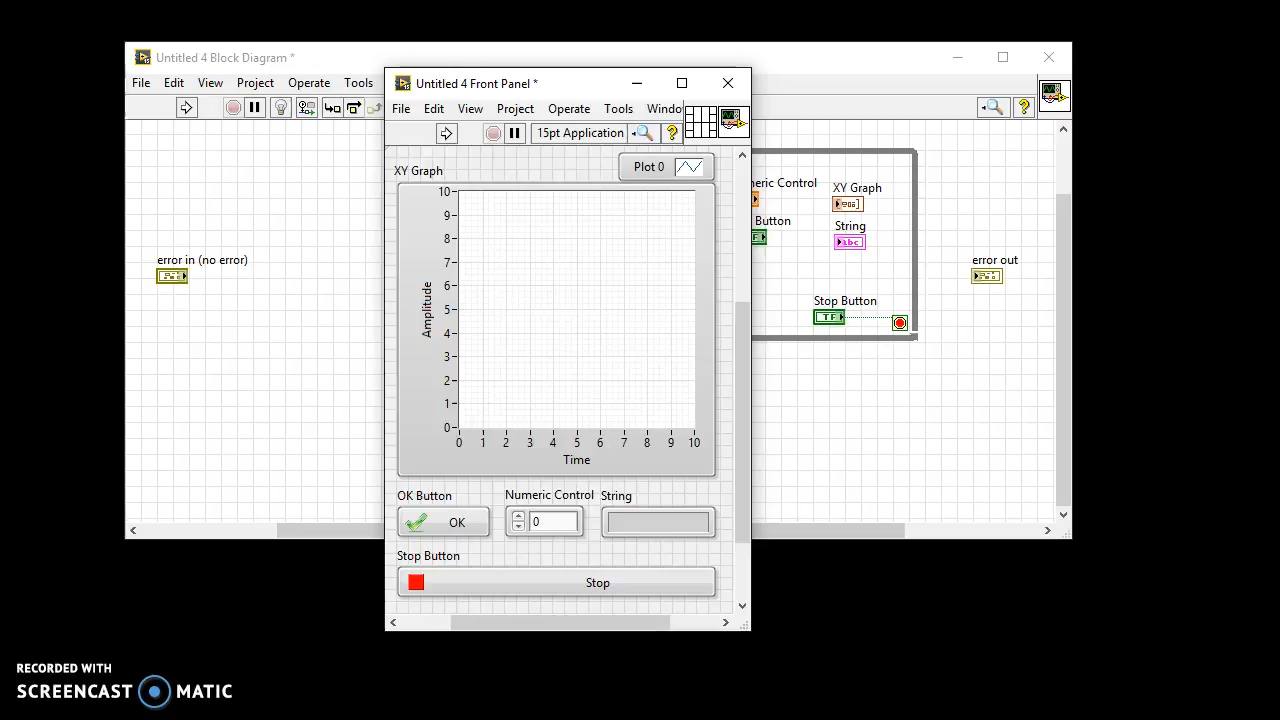 Untitled 4 Block Diagram *
File Edit View Project Operate Tools
Untitled 4 Front Panel *
File Edit View Project Operate Tools Windo
15pt Application
?
?
XY Graph
Plot 0
10
9
8
7
6
5
4
3
2
1
0
Amplitude
0 1 2 3 4 5 6 7 8 9 10
Time
OK Button
OK
Numeric Control
0
String
Stop Button
Stop
error in (no error)
neric Control
XY Graph
Button
F
String
abc
Stop Button
TF
error out
RECORDED WITH
SCREENCAST MATIC